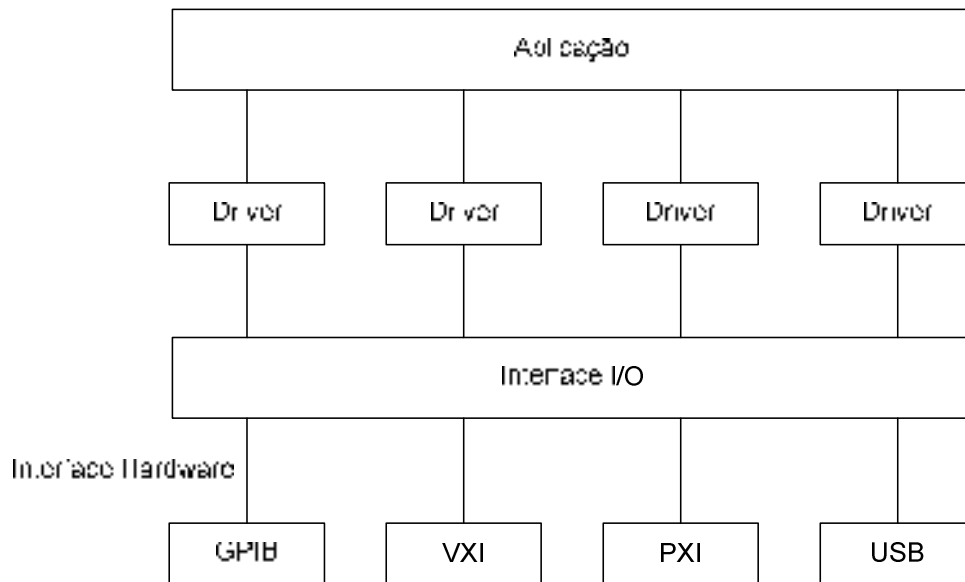 Aplicação
Driver Driver Driver Driver
Interface I/O
Interface Hardware
GPIB VXI PXI USB